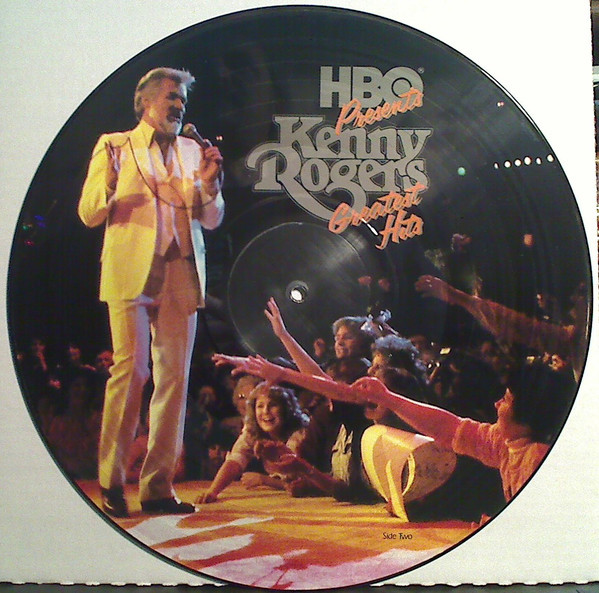 HBO®
Presents
Kenny
Rogers
Greatest
Hits
Side Two